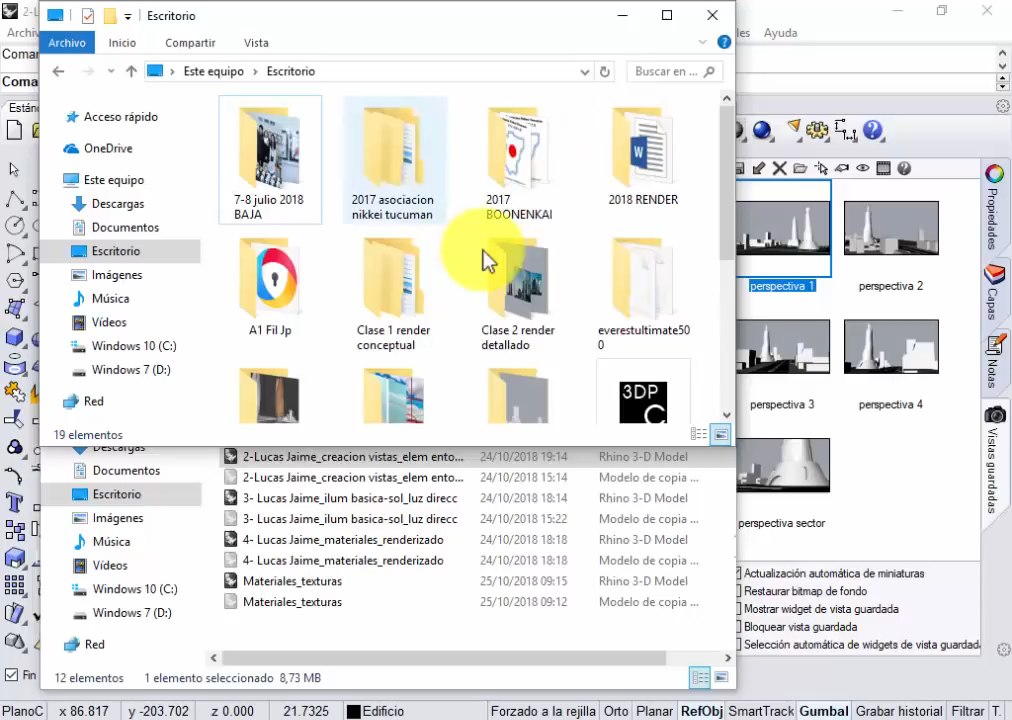 2-L
Escritorio
Archiv
Archivo
Inicio
Compartir
Vista
les
Ayuda
Coma
Este equipo
Escritorio
Buscar en ...
Coma
Están
Acceso rápido
OneDrive
Este equipo
Descargas
Documentos
Escritorio
Imágenes
Música
Vídeos
Windows 10 (C:)
Windows 7 (D:)
Red
7-8 julio 2018
BAJA
2017 asociacion
nikkei tucuman
2017
BOONENKAI
2018 RENDER
A1 Fil Jp
Clase 1 render
conceptual
Clase 2 render
detallado
everestultimate50
0
3DP
C
19 elementos
perspectiva 1
perspectiva 2
perspectiva 3
perspectiva 4
perspectiva sector
Propiedades
Capas
Notas
Vistas guardadas
Descargas
Documentos
Escritorio
Imágenes
Música
Vídeos
Windows 10 (C:)
Windows 7 (D:)
Red
2-Lucas Jaime_creacion vistas_elem ento... 24/10/2018 19:14 Rhino 3-D Model
2-Lucas Jaime_creacion vistas_elem ento... 24/10/2018 15:14 Modelo de copia ...
3- Lucas Jaime_ilum basica-sol_luz direcc 24/10/2018 18:14 Rhino 3-D Model
3- Lucas Jaime_ilum basica-sol_luz direcc 24/10/2018 15:22 Modelo de copia ...
4- Lucas Jaime_materiales_renderizado 24/10/2018 18:18 Rhino 3-D Model
4- Lucas Jaime_materiales_renderizado 24/10/2018 18:18 Modelo de copia ...
Materiales_texturas 25/10/2018 09:15 Rhino 3-D Model
Materiales_texturas 25/10/2018 09:12 Modelo de copia ...
12 elementos 1 elemento seleccionado 8,73 MB
Actualización automática de miniaturas
Restaurar bitmap de fondo
Mostrar widget de vista guardada
Bloquear vista guardada
Selección automática de widgets de vista guardada
Fin
PlanoC x 86.817 y -203.702 z 0.000 21.7325 Edificio Forzado a la rejilla Orto Planar RefObj SmartTrack Gumbal Grabar historial Filtrar T.